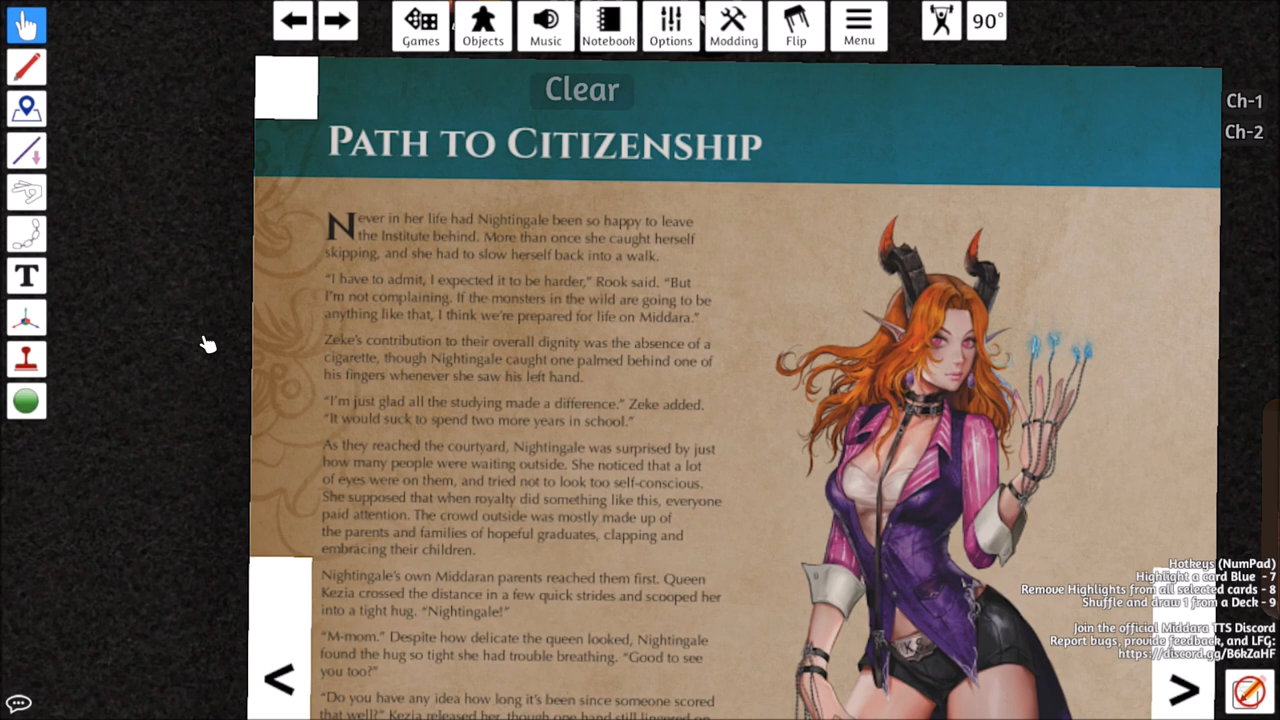 Games
Objects
Music
Notebook
Options
Modding
Flip
Menu
90°
Clear
Ch-1
Ch-2
PATH TO CITIZENSHIP
Never in her life had Nightingale been so happy to leave
the Institute behind. More than once she caught herself
skipping, and she had to slow herself back into a walk.
“I have to admit, I expected it to be harder,” Rook said. “But
I’m not complaining. If the monsters in the wild are going to be
anything like that, I think we’re prepared for life on Middara.”
Zeke’s contribution to their overall dignity was the absence of a
cigarette, though Nightingale caught one palmed behind one of
his fingers whenever she saw his left hand.
“I’m just glad all the studying made a difference.” Zeke added.
“It would suck to spend two more years in school.”
As they reached the courtyard, Nightingale was surprised by just
how many people were waiting outside. She noticed that a lot
of eyes were on them, and tried not to look too self-conscious.
She supposed that when royalty did something like this, everyone
paid attention. The crowd outside was mostly made up of
the parents and families of hopeful graduates, clapping and
embracing their children.
Nightingale’s own Middaran parents reached them first. Queen
Kezia crossed the distance in a few quick strides and scooped her
into a tight hug. “Nightingale!”
“M-mom.” Despite how delicate the queen looked, Nightingale
found the hug so tight she had trouble breathing. “Good to see
you too?”
“Do you have any idea how long it’s been since someone scored
that well?” Kezia released her, though one hand still lingered on
T
Hotkeys (NumPad)
Highlight a card Blue - 7
Remove Highlights from all selected cards - 8
Shuffle and draw 1 from a Deck - 9
Join the official Middara TTS Discord
Report bugs, provide feedback, and LFG:
https://discord.gg/B6kZaHF
<
>